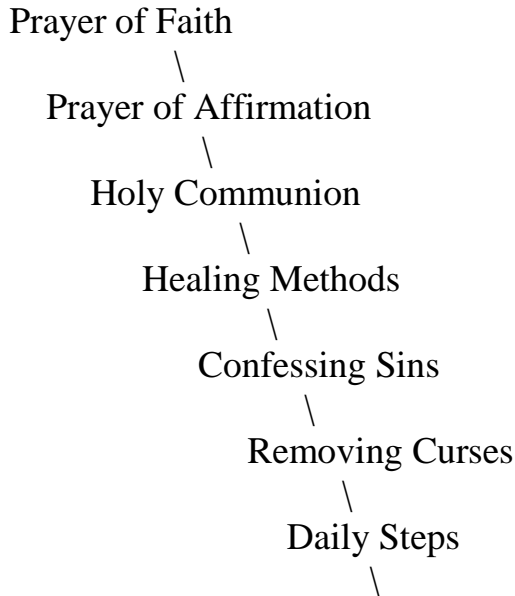 Prayer of Faith
\
Prayer of Affirmation
\
Holy Communion
\
Healing Methods
\
Confessing Sins
\
Removing Curses
\
Daily Steps
\